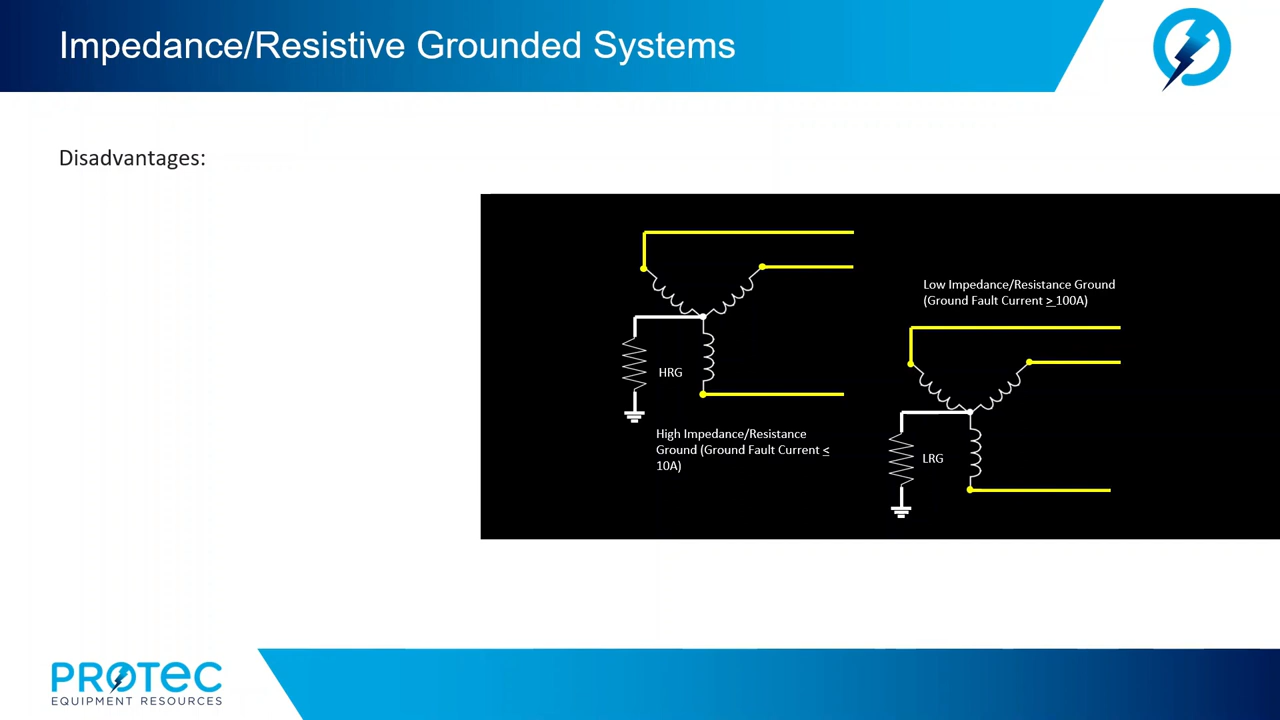 Impedance/Resistive Grounded Systems
Disadvantages:
Low Impedance/Resistance Ground
(Ground Fault Current ≥ 100A)
HRG
High Impedance/Resistance
Ground (Ground Fault Current ≤
10A)
LRG
PROTEC
EQUIPMENT RESOURCES